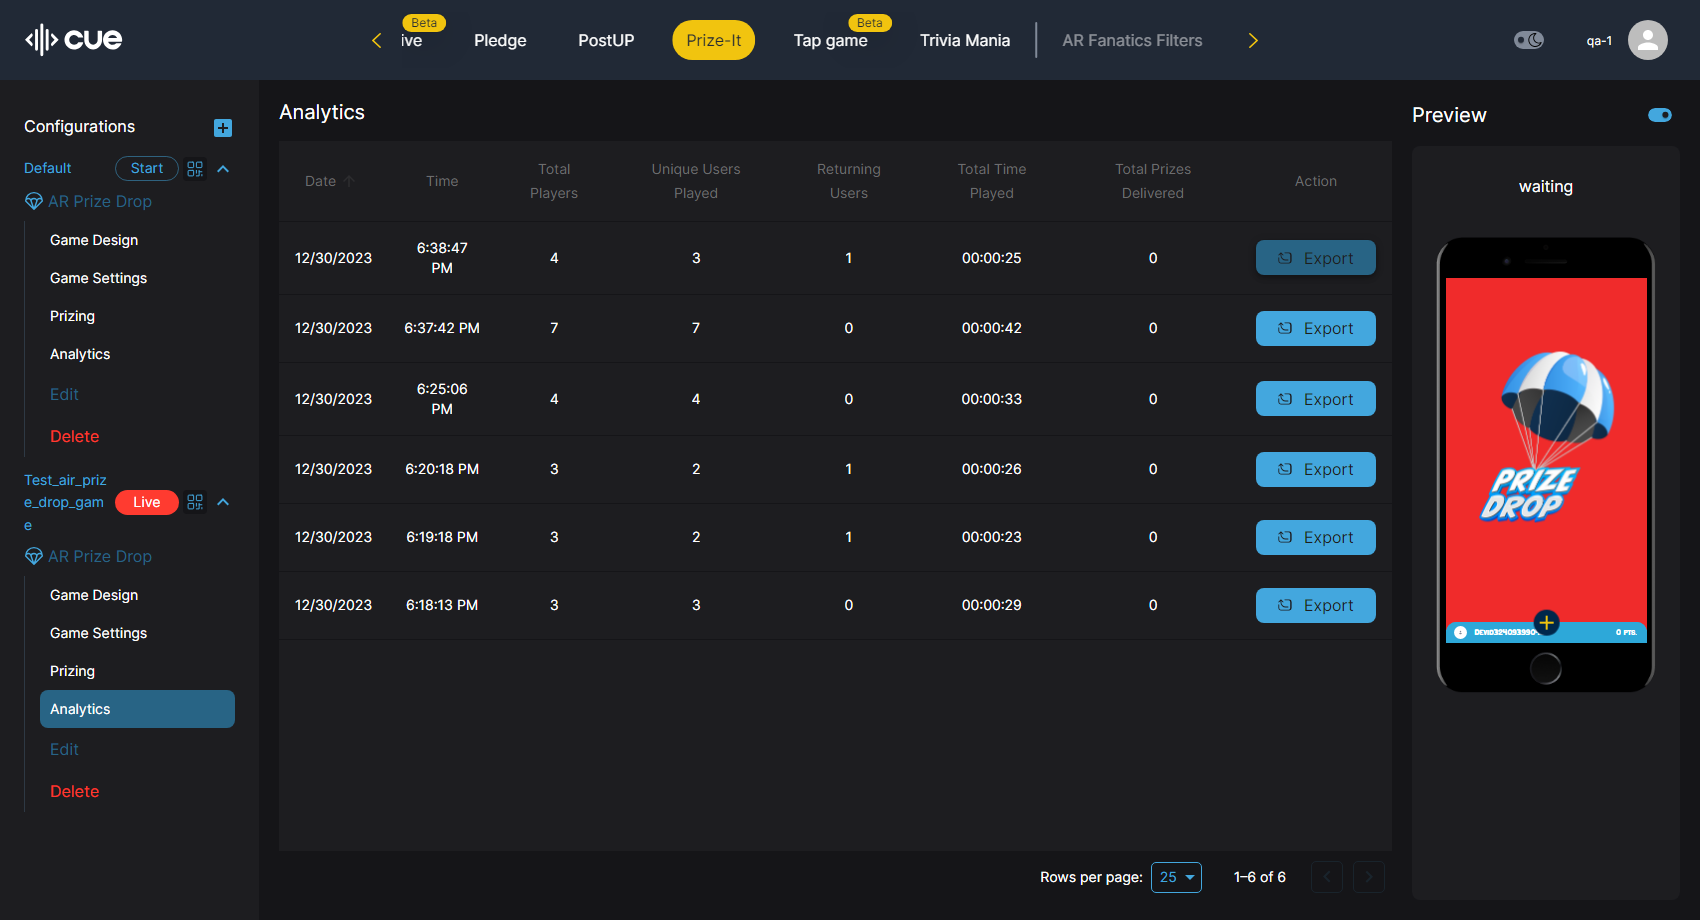 cue
Beta
ive
Pledge
PostUP
Prize-It
Beta
Tap game
Trivia Mania
AR Fanatics Filters
qa-1
Configurations
Default
Start
AR Prize Drop
Game Design
Game Settings
Prizing
Analytics
Edit
Delete
Test_air_priz
e_drop_gam
e
Live
AR Prize Drop
Game Design
Game Settings
Prizing
Analytics
Edit
Delete
Analytics
Date
Time
Total
Players
Unique Users
Played
Returning
Users
Total Time
Played
Total Prizes
Delivered
Action
12/30/2023
6:38:47
PM
4
3
1
00:00:25
0
Export
12/30/2023
6:37:42 PM
7
7
0
00:00:42
0
Export
12/30/2023
6:25:06
PM
4
4
0
00:00:33
0
Export
12/30/2023
6:20:18 PM
3
2
1
00:00:26
0
Export
12/30/2023
6:19:18 PM
3
2
1
00:00:23
0
Export
12/30/2023
6:18:13 PM
3
3
0
00:00:29
0
Export
Rows per page:
25
1–6 of 6
Preview
waiting
PRIZE
DROP
0 PTS.